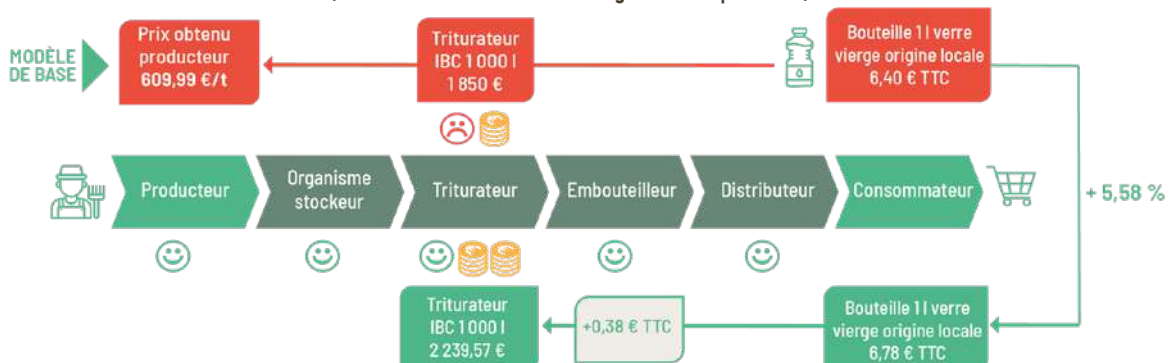 MODÈLE
DE BASE
Prix obtenu
producteur
609,99 €/t
Triturateur
IBC 1 000 l
1 850 €
Bouteille 1 l verre
vierge origine locale
6,40 € TTC
Producteur
Organisme
stockeur
Triturateur
Embouteilleur
Distributeur
Consommateur
+ 5,58 %
Triturateur
IBC 1 000 l
2 239,57 €
+0,38 € TTC
Bouteille 1 l verre
vierge origine locale
6,78 € TTC